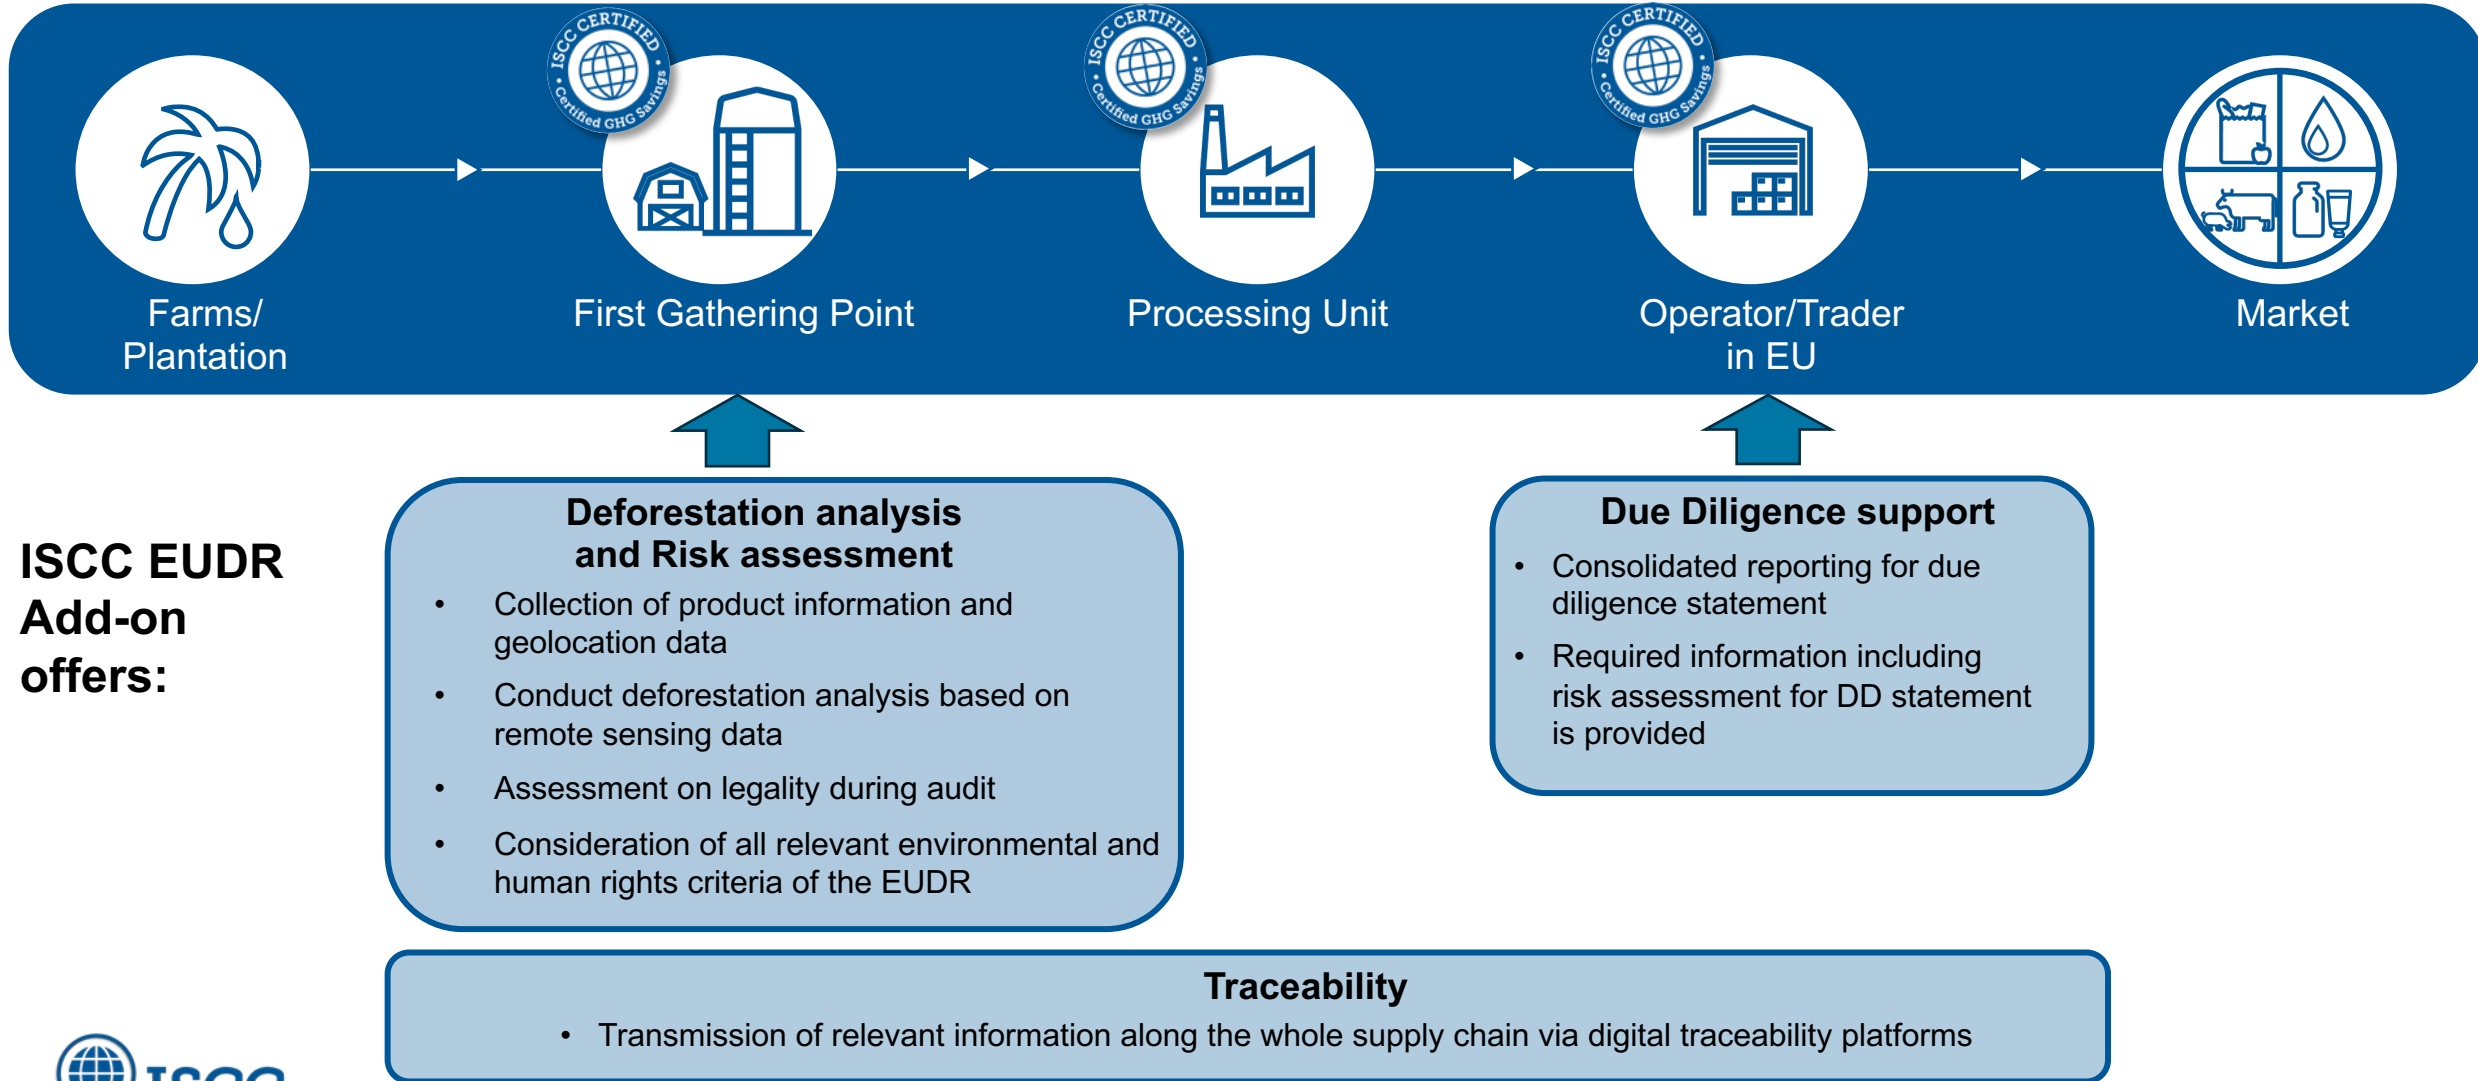 ISCC CERTIFIED
Certified GHG Savings
ISCC CERTIFIED
Certified GHG Savings
ISCC CERTIFIED
Certified GHG Savings
Farms/
Plantation
First Gathering Point
Processing Unit
Operator/Trader
in EU
Market
ISCC EUDR
Add-on
offers:
Deforestation analysis
and Risk assessment
• Collection of product information and
geolocation data
• Conduct deforestation analysis based on
remote sensing data
• Assessment on legality during audit
• Consideration of all relevant environmental and
human rights criteria of the EUDR
Due Diligence support
• Consolidated reporting for due
diligence statement
• Required information including
risk assessment for DD statement
is provided
Traceability
• Transmission of relevant information along the whole supply chain via digital traceability platforms
ISCC